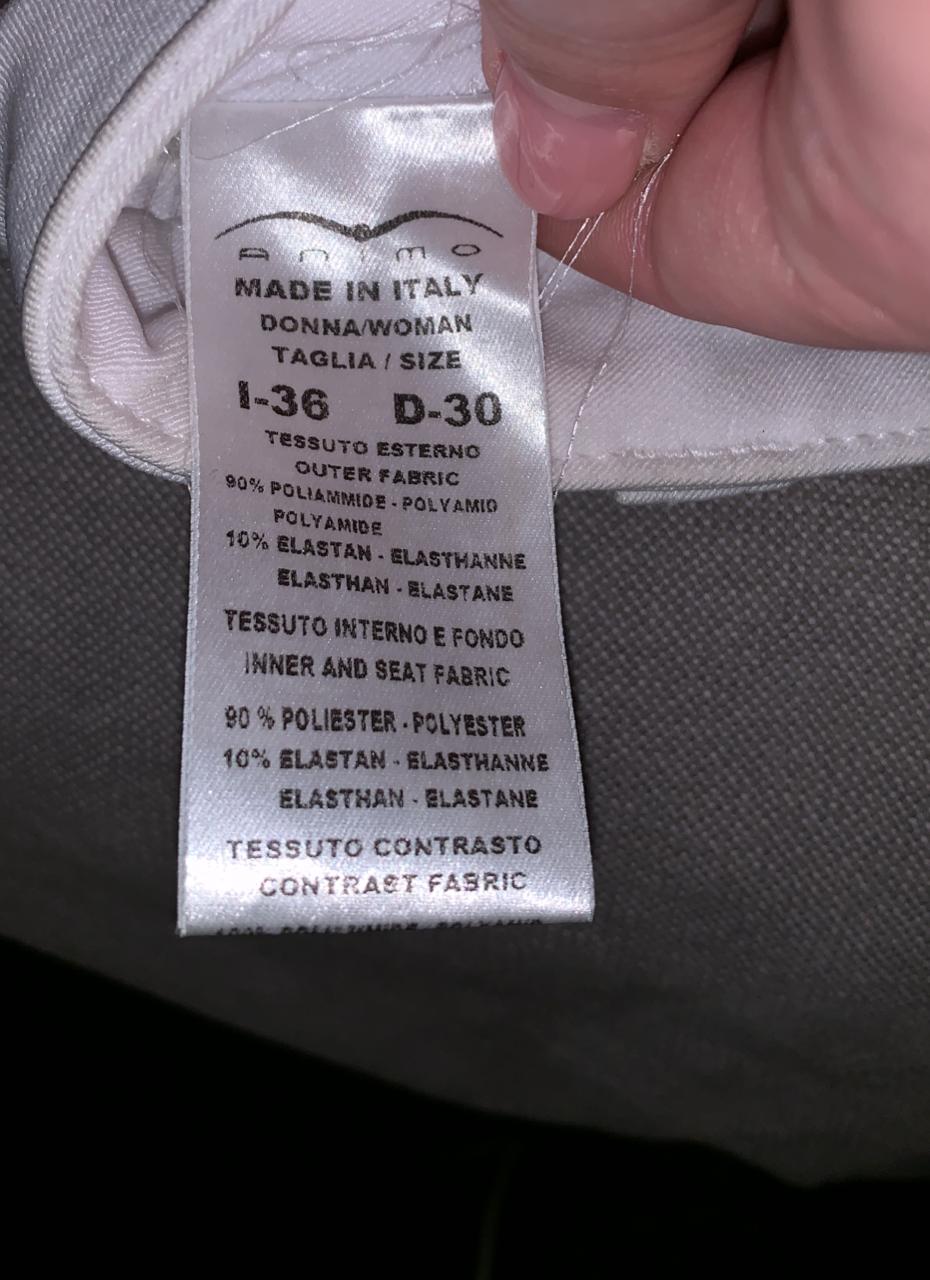 Animo
MADE IN ITALY
DONNA/WOMAN
TAGLIA / SIZE
I-36 D-30
TESSUTO ESTERNO
OUTER FABRIC
90% POLIAMMIDE - POLYAMID
POLYAMIDE
10% ELASTAN - ELASTHANNE
ELASTHAN - ELASTANE
TESSUTO INTERNO E FONDO
INNER AND SEAT FABRIC
90 % POLIESTER - POLYESTER
10% ELASTAN - ELASTHANNE
ELASTHAN - ELASTANE
TESSUTO CONTRASTO
CONTRAST FABRIC